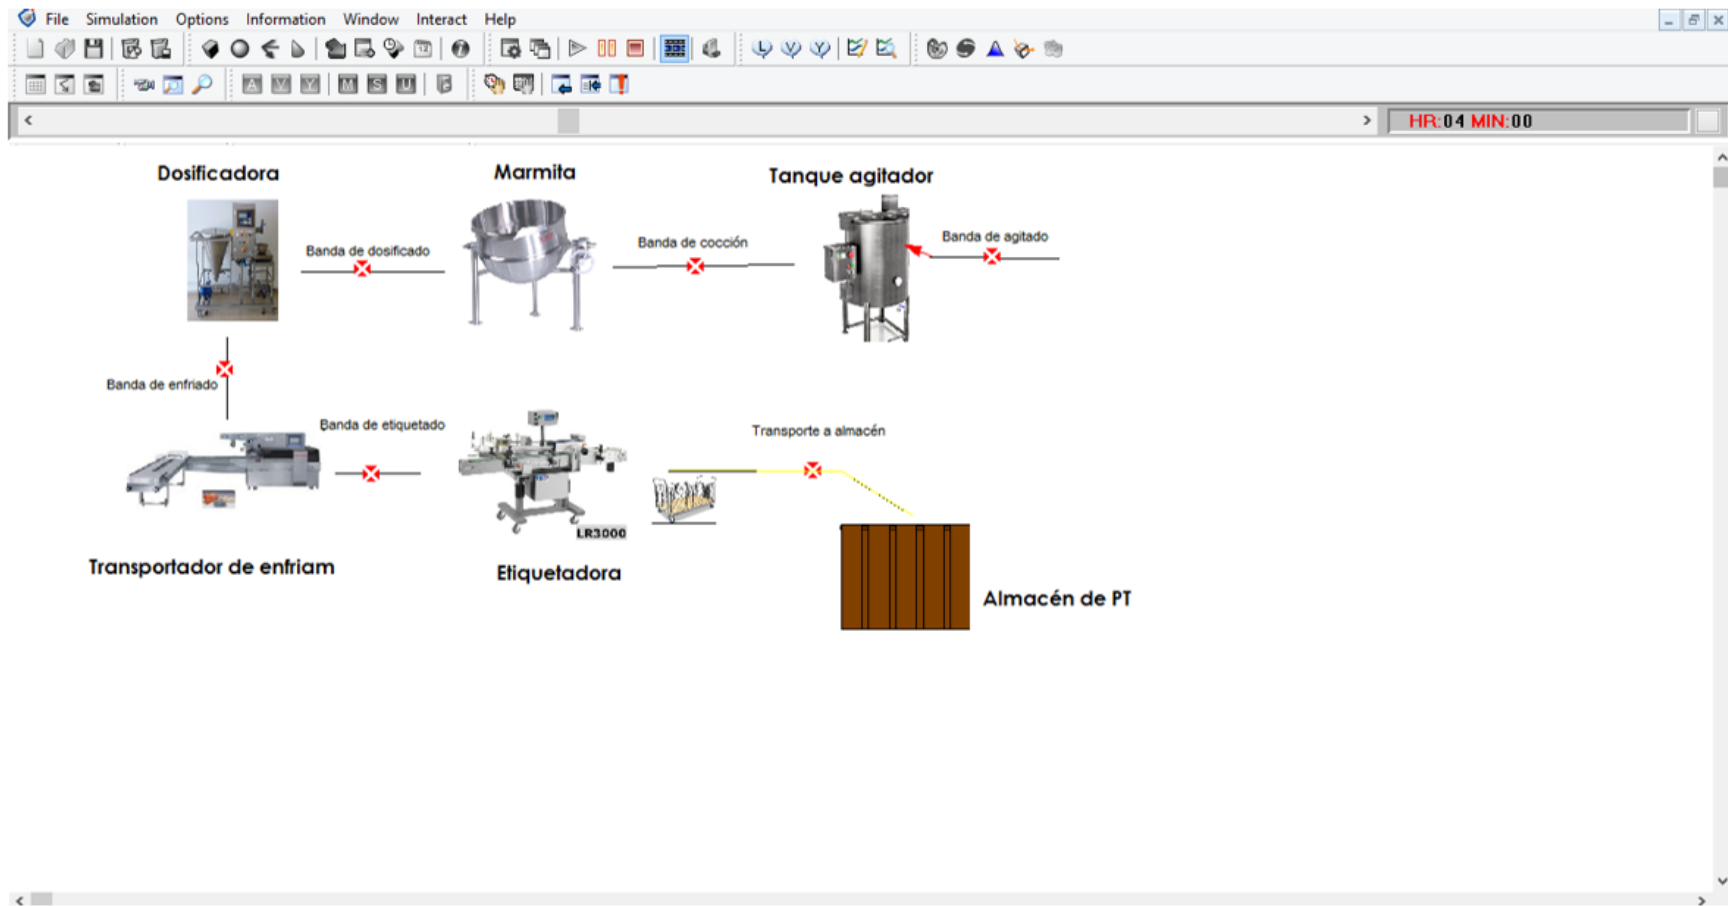 File Simulation Options Information Window Interact Help
HR:04 MIN:00
Dosificadora
Marmita
Tanque agitador
Banda de dosificado
Banda de cocción
Banda de agitado
Banda de enfriado
Banda de etiquetado
Transporte a almacén
LR3000
Transportador de enfriam
Etiquetadora
Almacén de PT